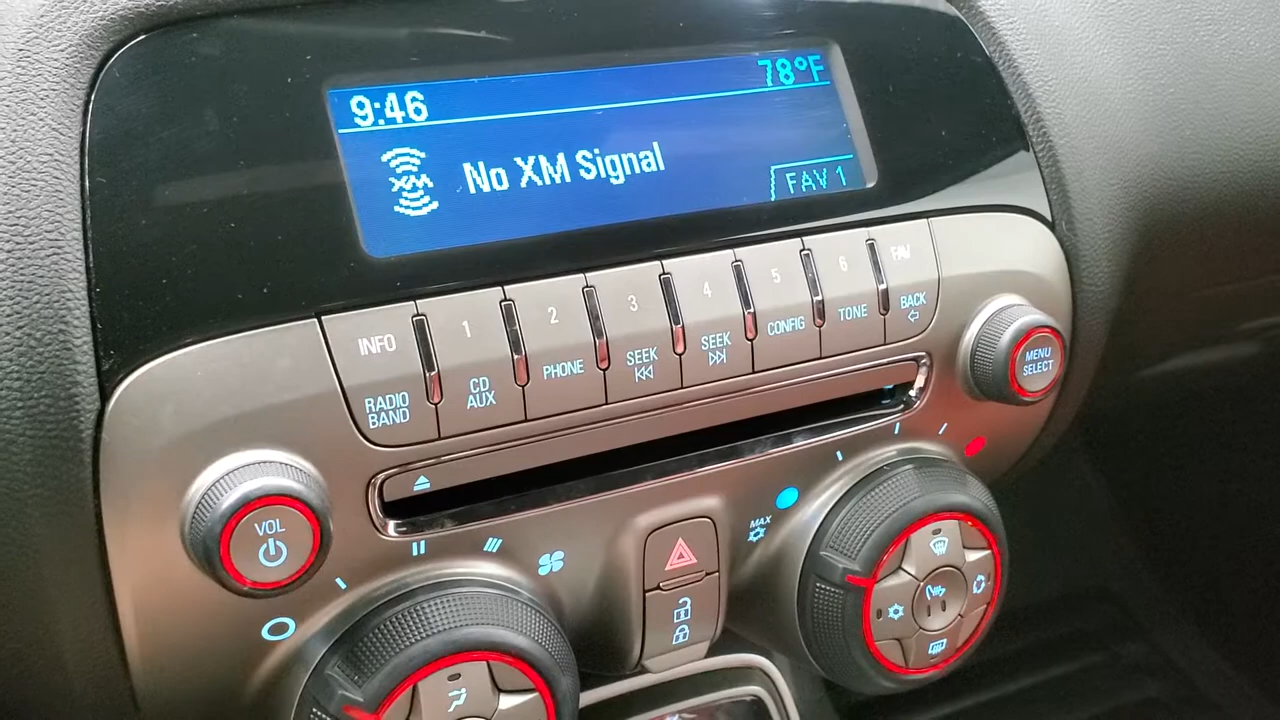 9:46
78°F
XM
No XM Signal
FAV 1
INFO
RADIO
BAND
1
CD
AUX
2
PHONE
3
SEEK
4
SEEK
5
CONFIG
6
TONE
FAV
BACK
MENU
SELECT
VOL
MAX